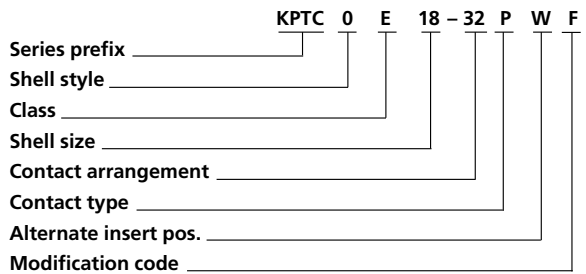 KPTC 0 E 18 – 32 P W F
Series prefix
Shell style
Class
Shell size
Contact arrangement
Contact type
Alternate insert pos.
Modification code